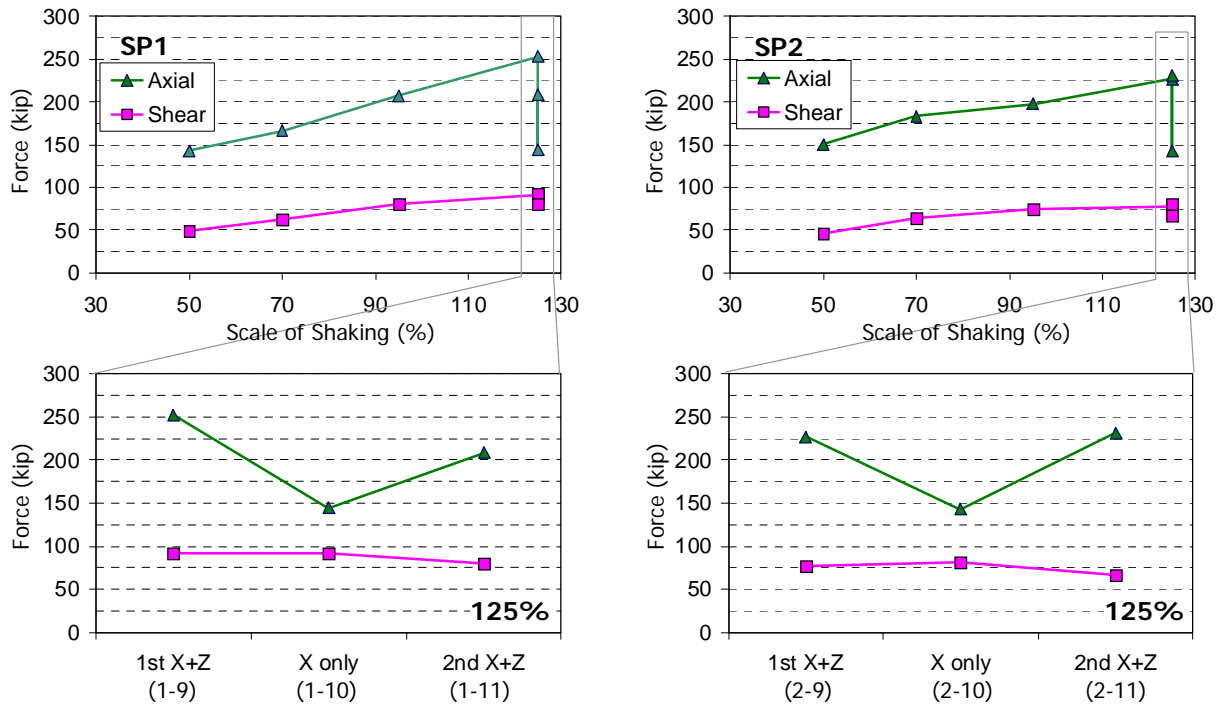 SP1
Axial
Shear
Force (kip)
300
250
200
150
100
50
0
30 50 70 90 110 130
Scale of Shaking (%)
SP2
Axial
Shear
Force (kip)
300
250
200
150
100
50
0
30 50 70 90 110 130
Scale of Shaking (%)
Force (kip)
300
250
200
150
100
50
0
125%
1st X+Z X only 2nd X+Z
(1-9) (1-10) (1-11)
Force (kip)
300
250
200
150
100
50
0
125%
1st X+Z X only 2nd X+Z
(2-9) (2-10) (2-11)